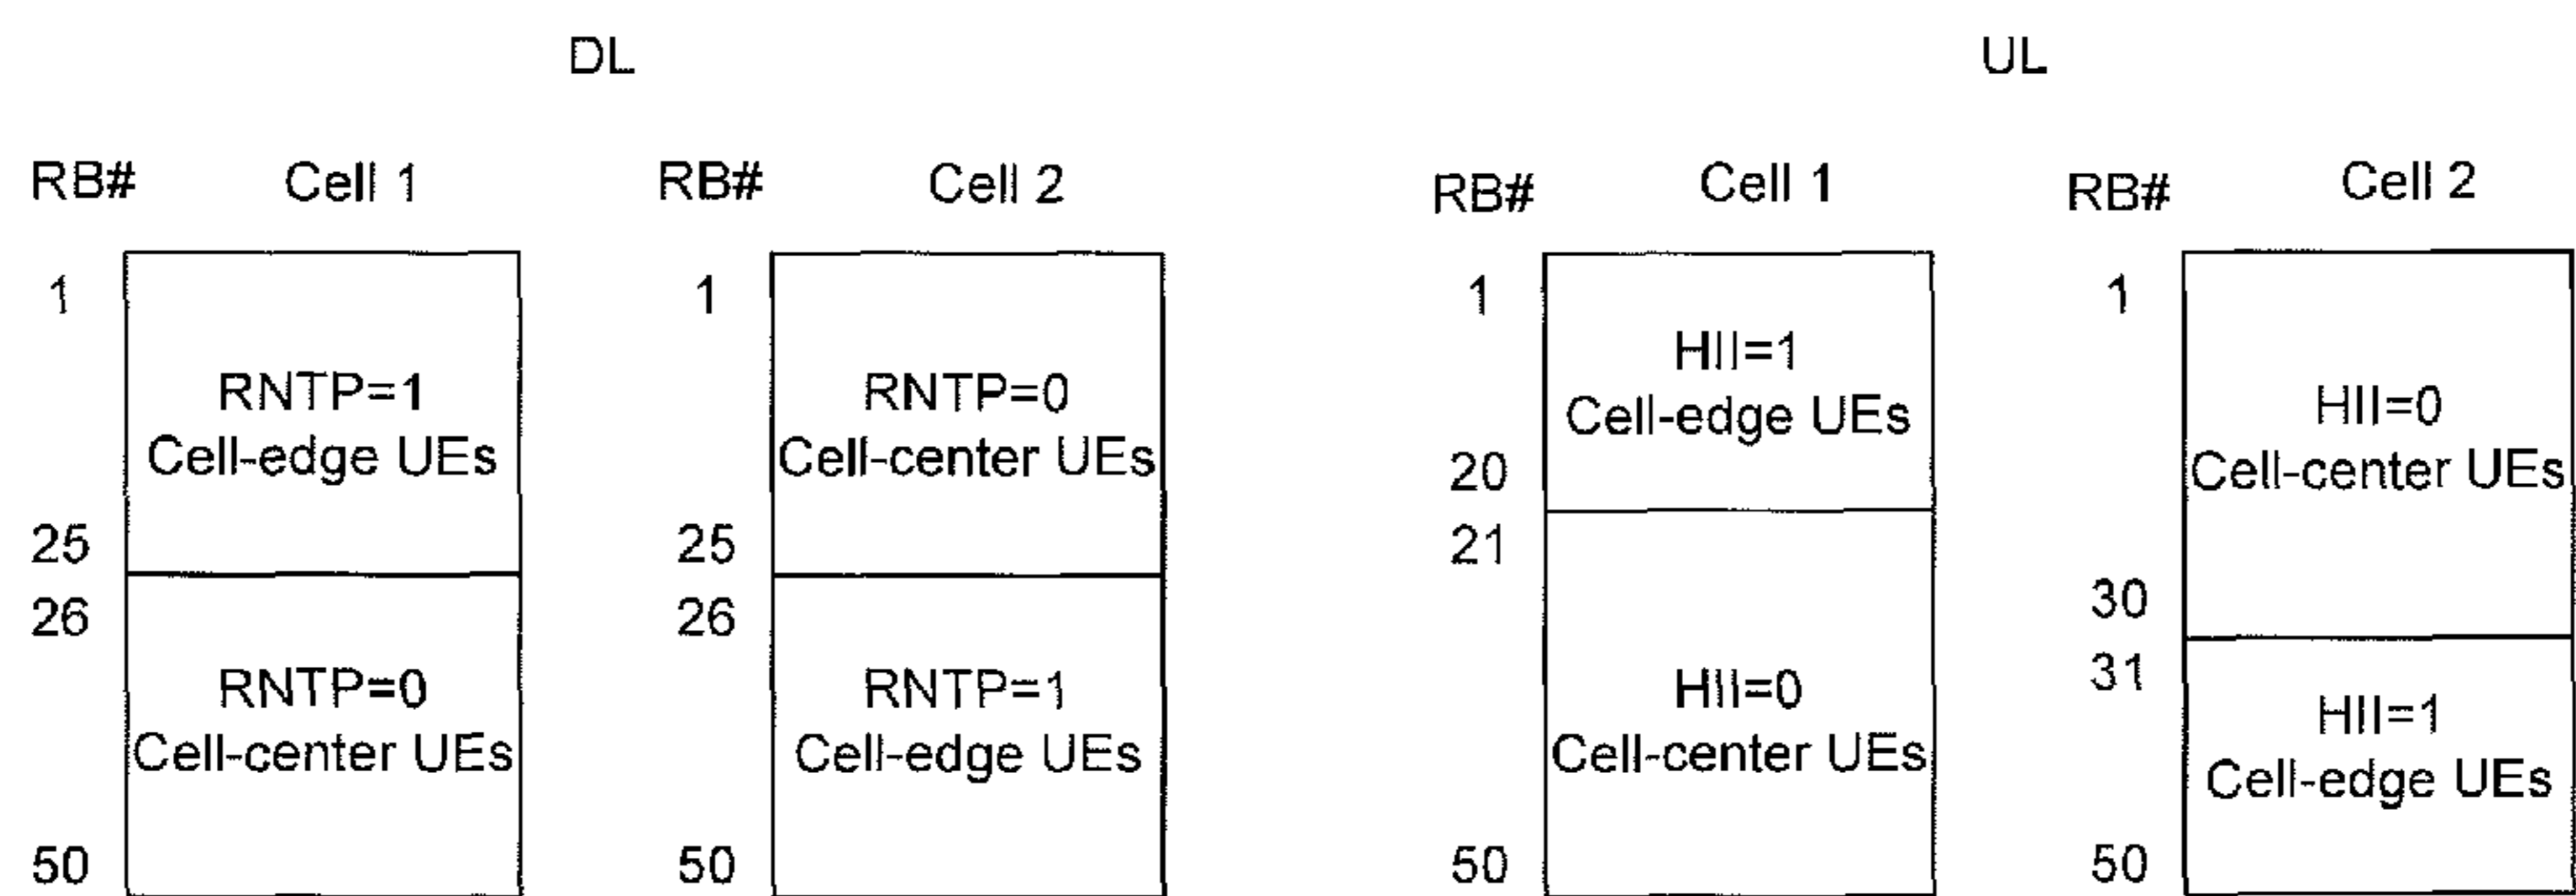 DL
UL
RB#
Cell 1
RB#
Cell 2
RB#
Cell 1
RB#
Cell 2
1
RNTP=1
Cell-edge UEs
25
26
RNTP=0
Cell-center UEs
50
1
RNTP=0
Cell-center UEs
25
26
RNTP=1
Cell-edge UEs
50
1
HII=1
Cell-edge UEs
20
21
HII=0
Cell-center UEs
50
1
HII=0
Cell-center UEs
30
31
HII=1
Cell-edge UEs
50